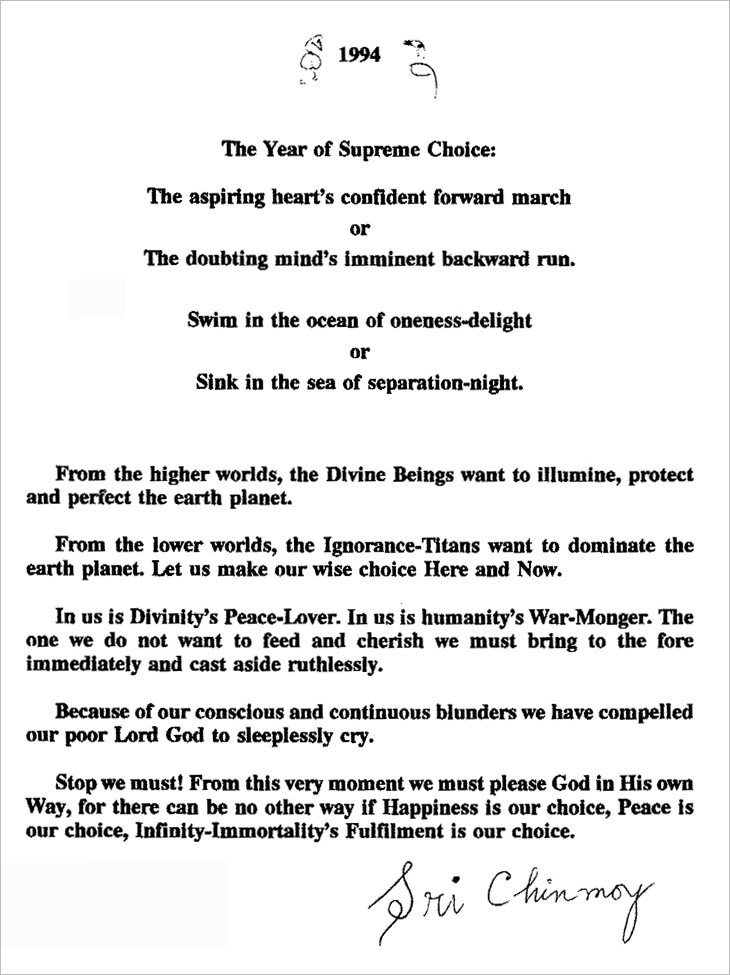 1994
The Year of Supreme Choice:
The aspiring heart's confident forward march
or
The doubting mind's imminent backward run.
Swim in the ocean of oneness-delight
or
Sink in the sea of separation-night.
From the higher worlds, the Divine Beings want to illumine, protect
and perfect the earth planet.
From the lower worlds, the Ignorance-Titans want to dominate the
earth planet. Let us make our wise choice Here and Now.
In us is Divinity's Peace-Lover. In us is humanity's War-Monger. The
one we do not want to feed and cherish we must bring to the fore
immediately and cast aside ruthlessly.
Because of our conscious and continuous blunders we have compelled
our poor Lord God to sleeplessly cry.
Stop we must! From this very moment we must please God in His own
Way, for there can be no other way if Happiness is our choice, Peace is
our choice, Infinity-Immortality's Fulfilment is our choice.
Sri Chinmoy